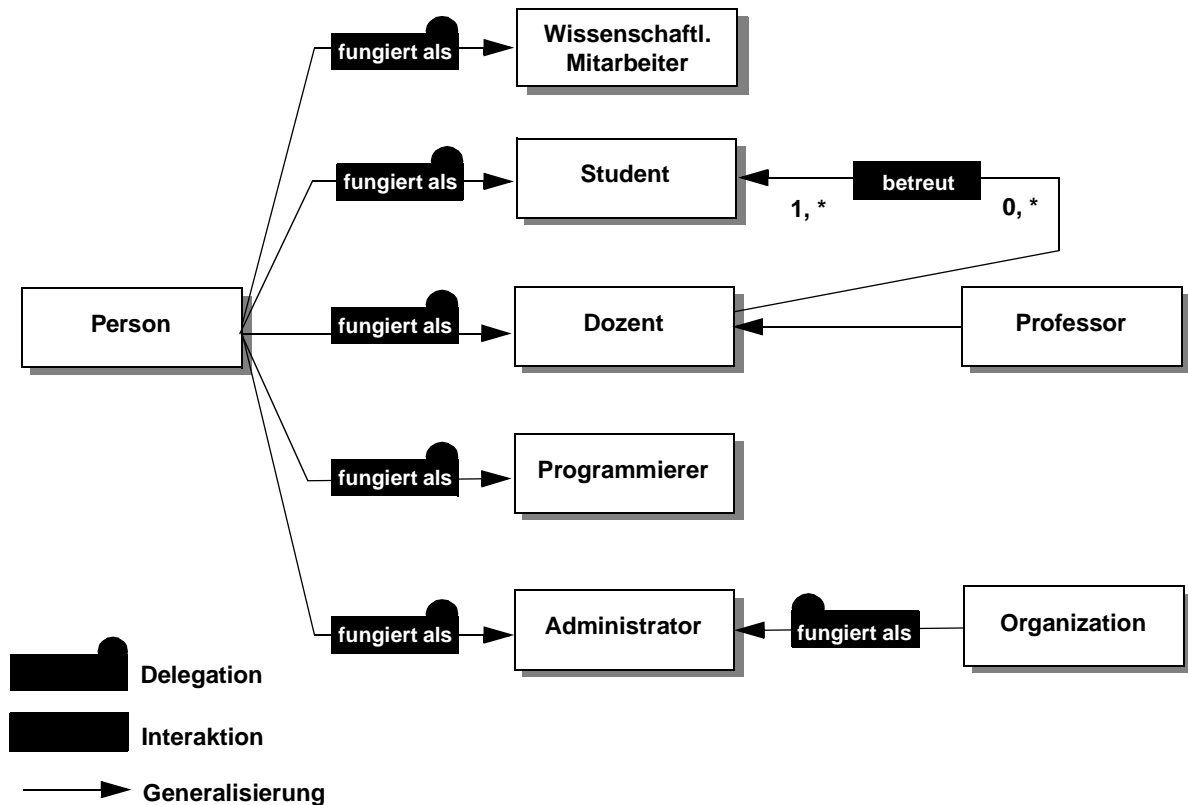 fungiert als
Wissenschaftl.
Mitarbeiter
fungiert als
Student
betreut
1, *
0, *
Person
fungiert als
Dozent
Professor
fungiert als
Programmierer
fungiert als
Administrator
fungiert als
Organization
Delegation
Interaktion
Generalisierung